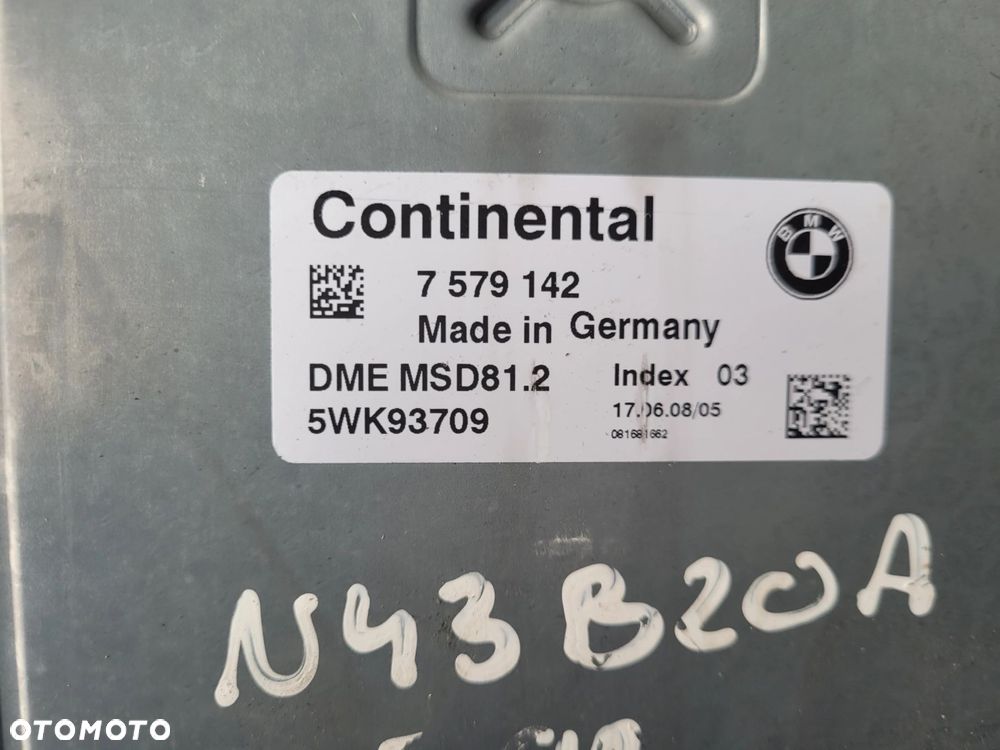 Continental
BMW
7 579 142
Made in Germany
DME MSD81.2 Index 03
5WK93709 17.06.08/05
081681662
N43B20A
OTOMOTO